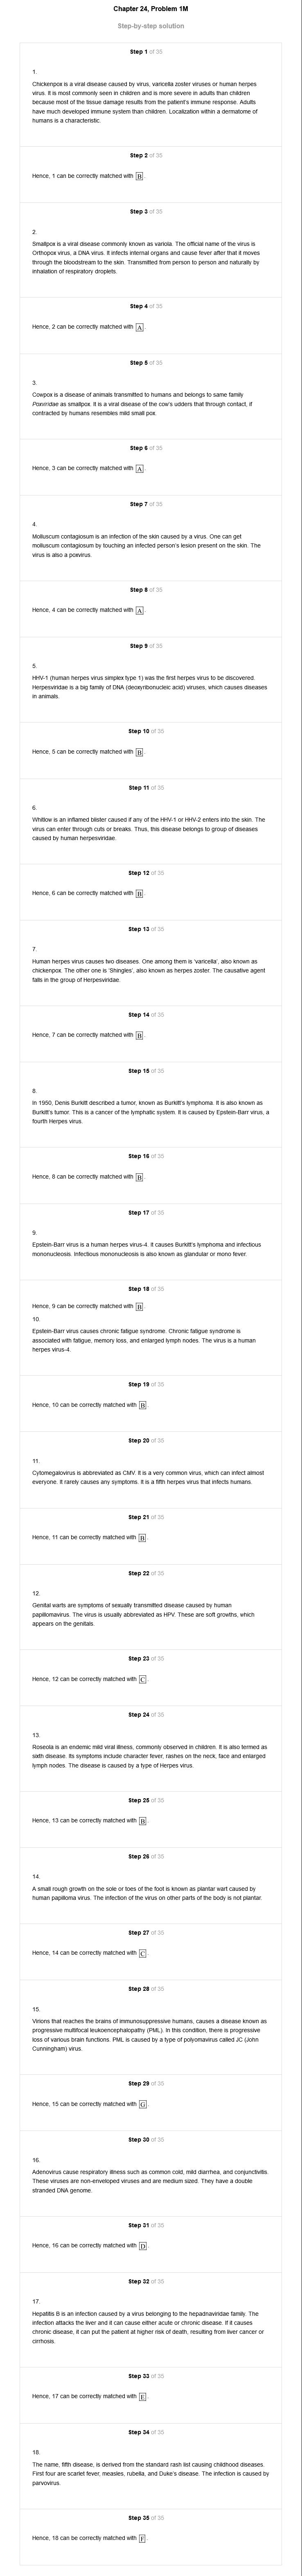 Chapter 24, Problem 1M
Step-by-step solution
Step 1 of 35
1.
Chickenpox is a viral disease caused by virus, varicella zoster viruses or human herpes
virus. It is most commonly seen in children and is more severe in adults than children
because most of the tissue damage results from the patient's immune response. Adults
have much developed immune system than children. Localization within a dermatome of
humans is a characteristic.
Step 2 of 35
Hence, 1 can be correctly matched with B.
Step 3 of 35
2.
Smallpox is a viral disease commonly known as variola. The official name of the virus is
Orthopox virus, a DNA virus. It infects internal organs and cause fever after that it moves
through the bloodstream to the skin. Transmitted from person to person and naturally by
inhalation of respiratory droplets.
Step 4 of 35
Hence, 2 can be correctly matched with A.
Step 5 of 35
3.
Cowpox is a disease of animals transmitted to humans and belongs to same family
Poxviridae as smallpox. It is a viral disease of the cow's udders that through contact, if
contracted by humans resembles mild small pox.
Step 6 of 35
Hence, 3 can be correctly matched with A.
Step 7 of 35
4.
Molluscum contagiosum is an infection of the skin caused by a virus. One can get
molluscum contagiosum by touching an infected person's lesion present on the skin. The
virus is also a poxvirus.
Step 8 of 35
Hence, 4 can be correctly matched with A.
Step 9 of 35
5.
HHV-1 (human herpes virus simplex type 1) was the first herpes virus to be discovered.
Herpesviridae is a big family of DNA (deoxyribonucleic acid) viruses, which causes diseases
in animals.
Step 10 of 35
Hence, 5 can be correctly matched with B.
Step 11 of 35
6.
Whitlow is an inflamed blister caused if any of the HHV-1 or HHV-2 enters into the skin. The
virus can enter through cuts or breaks. Thus, this disease belongs to group of diseases
caused by human herpesviridae.
Step 12 of 35
Hence, 6 can be correctly matched with B.
Step 13 of 35
7.
Human herpes virus causes two diseases. One among them is 'varicella', also known as
chickenpox. The other one is 'Shingles', also known as herpes zoster. The causative agent
falls in the group of Herpesviridae.
Step 14 of 35
Hence, 7 can be correctly matched with B.
Step 15 of 35
8.
In 1950, Denis Burkitt described a tumor, known as Burkitt's lymphoma. It is also known as
Burkitt's tumor. This is a cancer of the lymphatic system. It is caused by Epstein-Barr virus, a
fourth Herpes virus.
Step 16 of 35
Hence, 8 can be correctly matched with B.
Step 17 of 35
9.
Epstein-Barr virus is a human herpes virus-4. It causes Burkitt's lymphoma and infectious
mononucleosis. Infectious mononucleosis is also known as glandular or mono fever.
Step 18 of 35
Hence, 9 can be correctly matched with B.
10.
Epstein-Barr virus causes chronic fatigue syndrome. Chronic fatigue syndrome is
associated with fatigue, memory loss, and enlarged lymph nodes. The virus is a human
herpes virus-4.
Step 19 of 35
Hence, 10 can be correctly matched with B.
Step 20 of 35
11.
Cytomegalovirus is abbreviated as CMV. It is a very common virus, which can infect almost
everyone. It rarely causes any symptoms. It is a fifth herpes virus that infects humans.
Step 21 of 35
Hence, 11 can be correctly matched with B.
Step 22 of 35
12.
Genital warts are symptoms of sexually transmitted disease caused by human
papillomavirus. The virus is usually abbreviated as HPV. These are soft growths, which
appears on the genitals.
Step 23 of 35
Hence, 12 can be correctly matched with C.
Step 24 of 35
13.
Roseola is an endemic mild viral illness, commonly observed in children. It is also termed as
sixth disease. Its symptoms include character fever, rashes on the neck, face and enlarged
lymph nodes. The disease is caused by a type of Herpes virus.
Step 25 of 35
Hence, 13 can be correctly matched with B.
Step 26 of 35
14.
A small rough growth on the sole or toes of the foot is known as plantar wart caused by
human papilloma virus. The infection of the virus on other parts of the body is not plantar.
Step 27 of 35
Hence, 14 can be correctly matched with C.
Step 28 of 35
15.
Virions that reaches the brains of immunosuppressive humans, causes a disease known as
progressive multifocal leukoencephalopathy (PML). In this condition, there is progressive
loss of various brain functions. PML is caused by a type of polyomavirus called JC (John
Cunningham) virus.
Step 29 of 35
Hence, 15 can be correctly matched with G.
Step 30 of 35
16.
Adenovirus cause respiratory illness such as common cold, mild diarrhea, and conjunctivitis.
These viruses are non-enveloped viruses and are medium sized. They have a double
stranded DNA genome.
Step 31 of 35
Hence, 16 can be correctly matched with D.
Step 32 of 35
17.
Hepatitis B is an infection caused by a virus belonging to the hepadnaviridae family. The
infection attacks the liver and it can cause either acute or chronic disease. If it causes
chronic disease, it can put the patient at higher risk of death, resulting from liver cancer or
cirrhosis.
Step 33 of 35
Hence, 17 can be correctly matched with E.
Step 34 of 35
18.
The name, fifth disease, is derived from the standard rash list causing childhood diseases.
First four are scarlet fever, measles, rubella, and Duke's disease. The infection is caused by
parvovirus.
Step 35 of 35
Hence, 18 can be correctly matched with F.